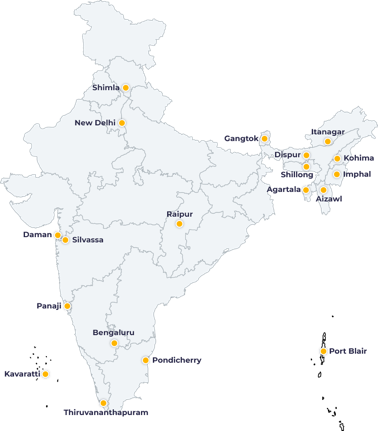 Shimla
New Delhi
Gangtok
Itanagar
Dispur
Kohima
Shillong
Imphal
Agartala
Aizawl
Raipur
Daman
Silvassa
Panaji
Bengaluru
Port Blair
Pondicherry
Kavaratti
Thiruvananthapuram